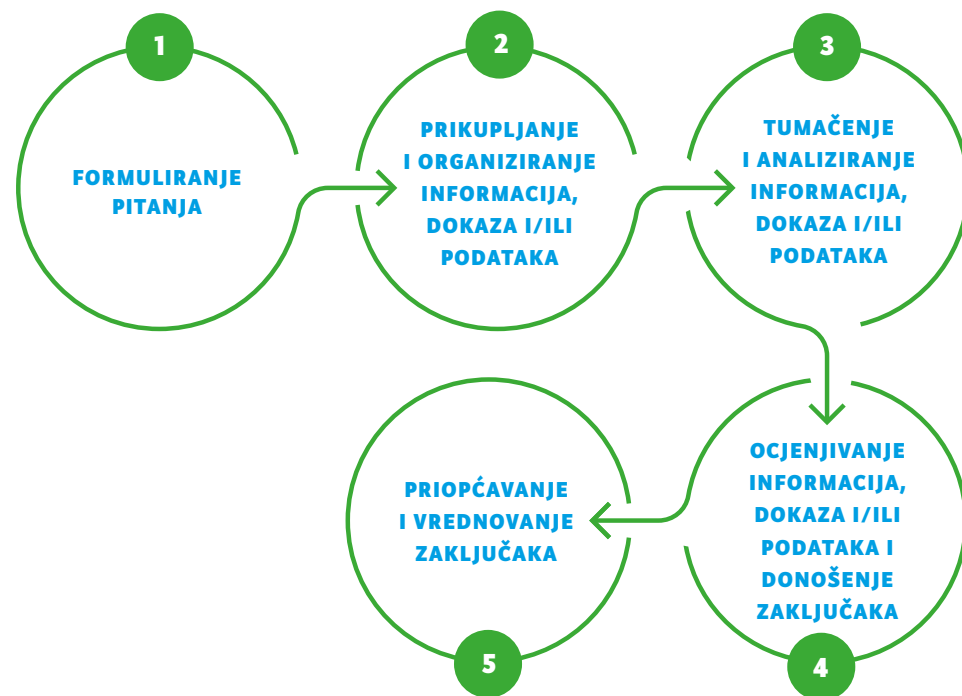 1
FORMULIRANJE
PITANJA
2
PRIKUPLJANJE
I ORGANIZIRANJE
INFORMACIJA,
DOKAZA I/ILI
PODATAKA
3
TUMAČENJE
I ANALIZIRANJE
INFORMACIJA,
DOKAZA I/ILI
PODATAKA
OCJENJIVANJE
INFORMACIJA,
DOKAZA I/ILI
PODATAKA I
DONOŠENJE
ZAKLJUČAKA
4
PRIOPĆAVANJE
I VREDNOVANJE
ZAKLJUČAKA
5